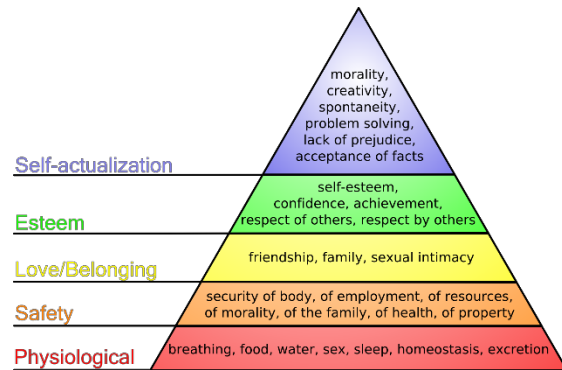 morality,
creativity,
spontaneity,
problem solving,
lack of prejudice,
acceptance of facts
Self-actualization
self-esteem,
confidence, achievement,
respect of others, respect by others
Esteem
friendship, family, sexual intimacy
Love/Belonging
security of body, of employment, of resources,
of morality, of the family, of health, of property
Safety
breathing, food, water, sex, sleep, homeostasis, excretion
Physiological